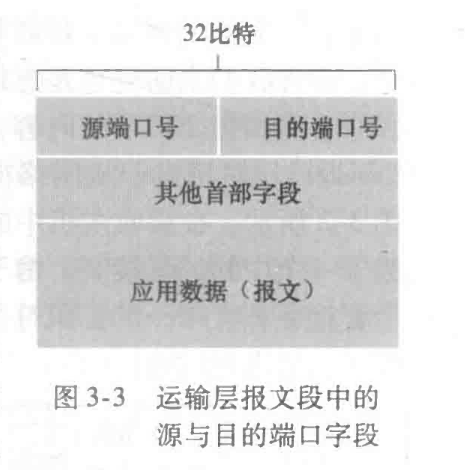 32比特
源端口号 目的端口号
其他首部字段
应用数据（报文）
图 3-3 运输层报文段中的
源与目的端口字段